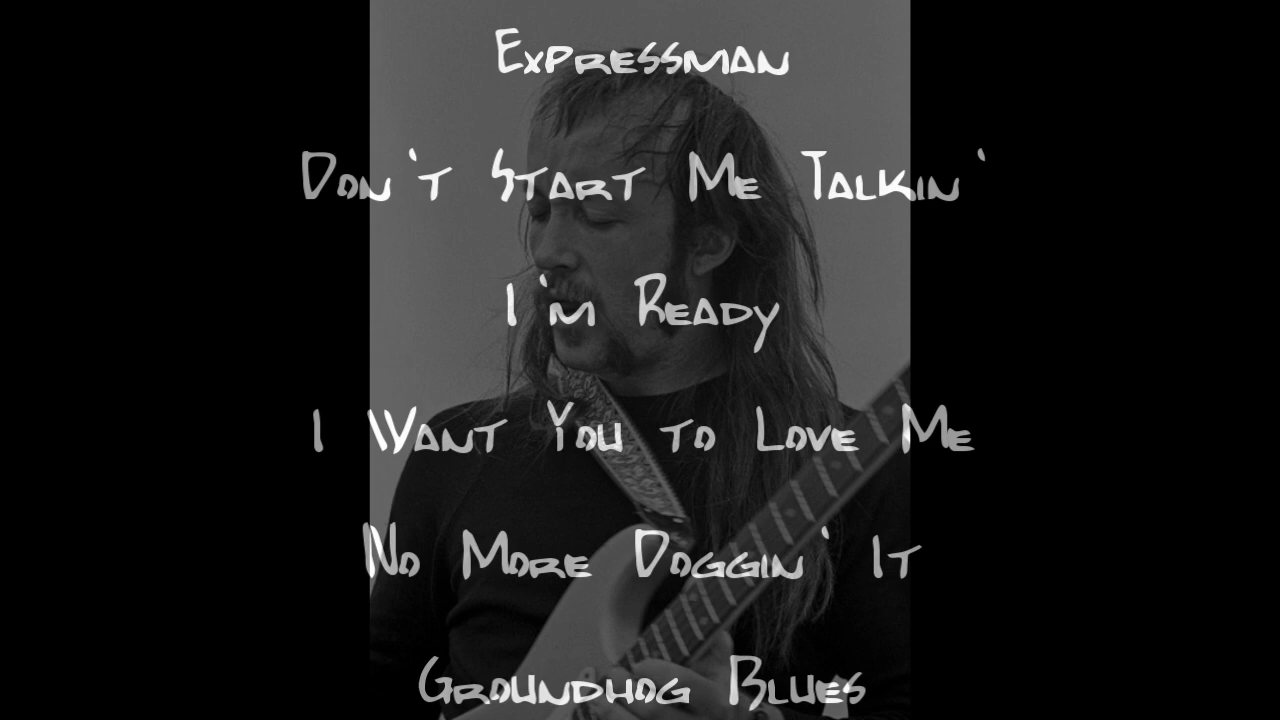 Expressman
Don't Start Me Talkin'
I'm Ready
I Want You to Love Me
No More Doggin' It
Groundhog Blues